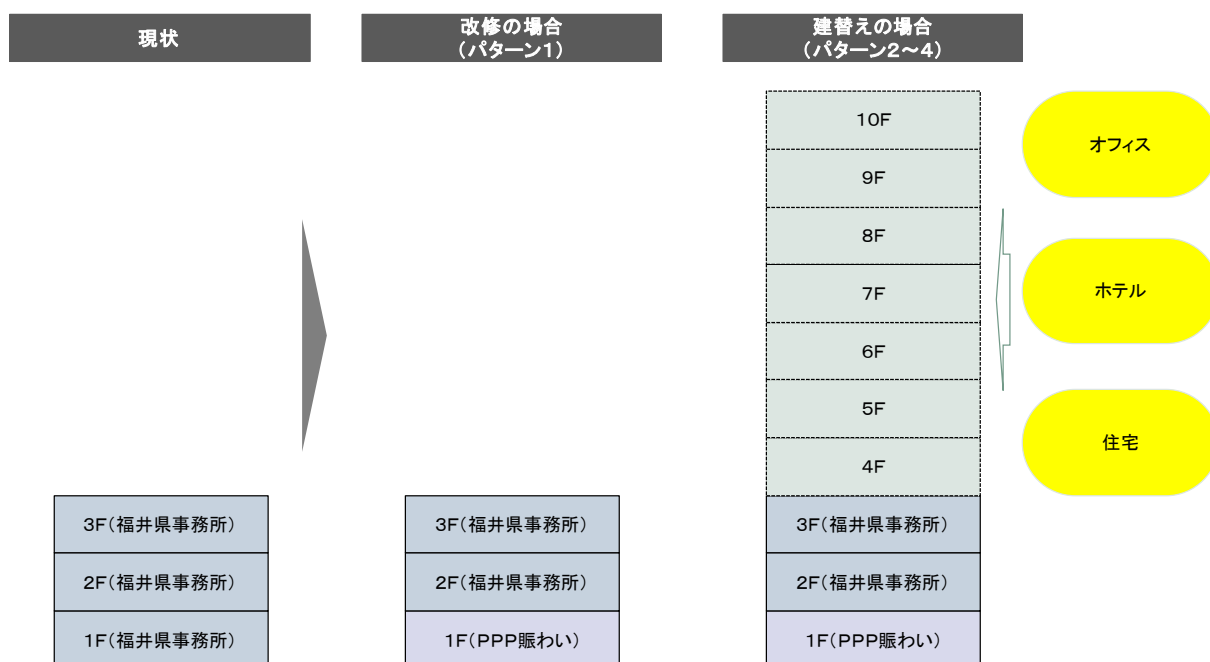 現状
改修の場合
（パターン1）
建替えの場合
（パターン2～4）
3F（福井県事務所）
2F（福井県事務所）
1F（福井県事務所）
3F（福井県事務所）
2F（福井県事務所）
1F（PPP賑わい）
10F
9F
8F
7F
6F
5F
4F
3F（福井県事務所）
2F（福井県事務所）
1F（PPP賑わい）
オフィス
ホテル
住宅